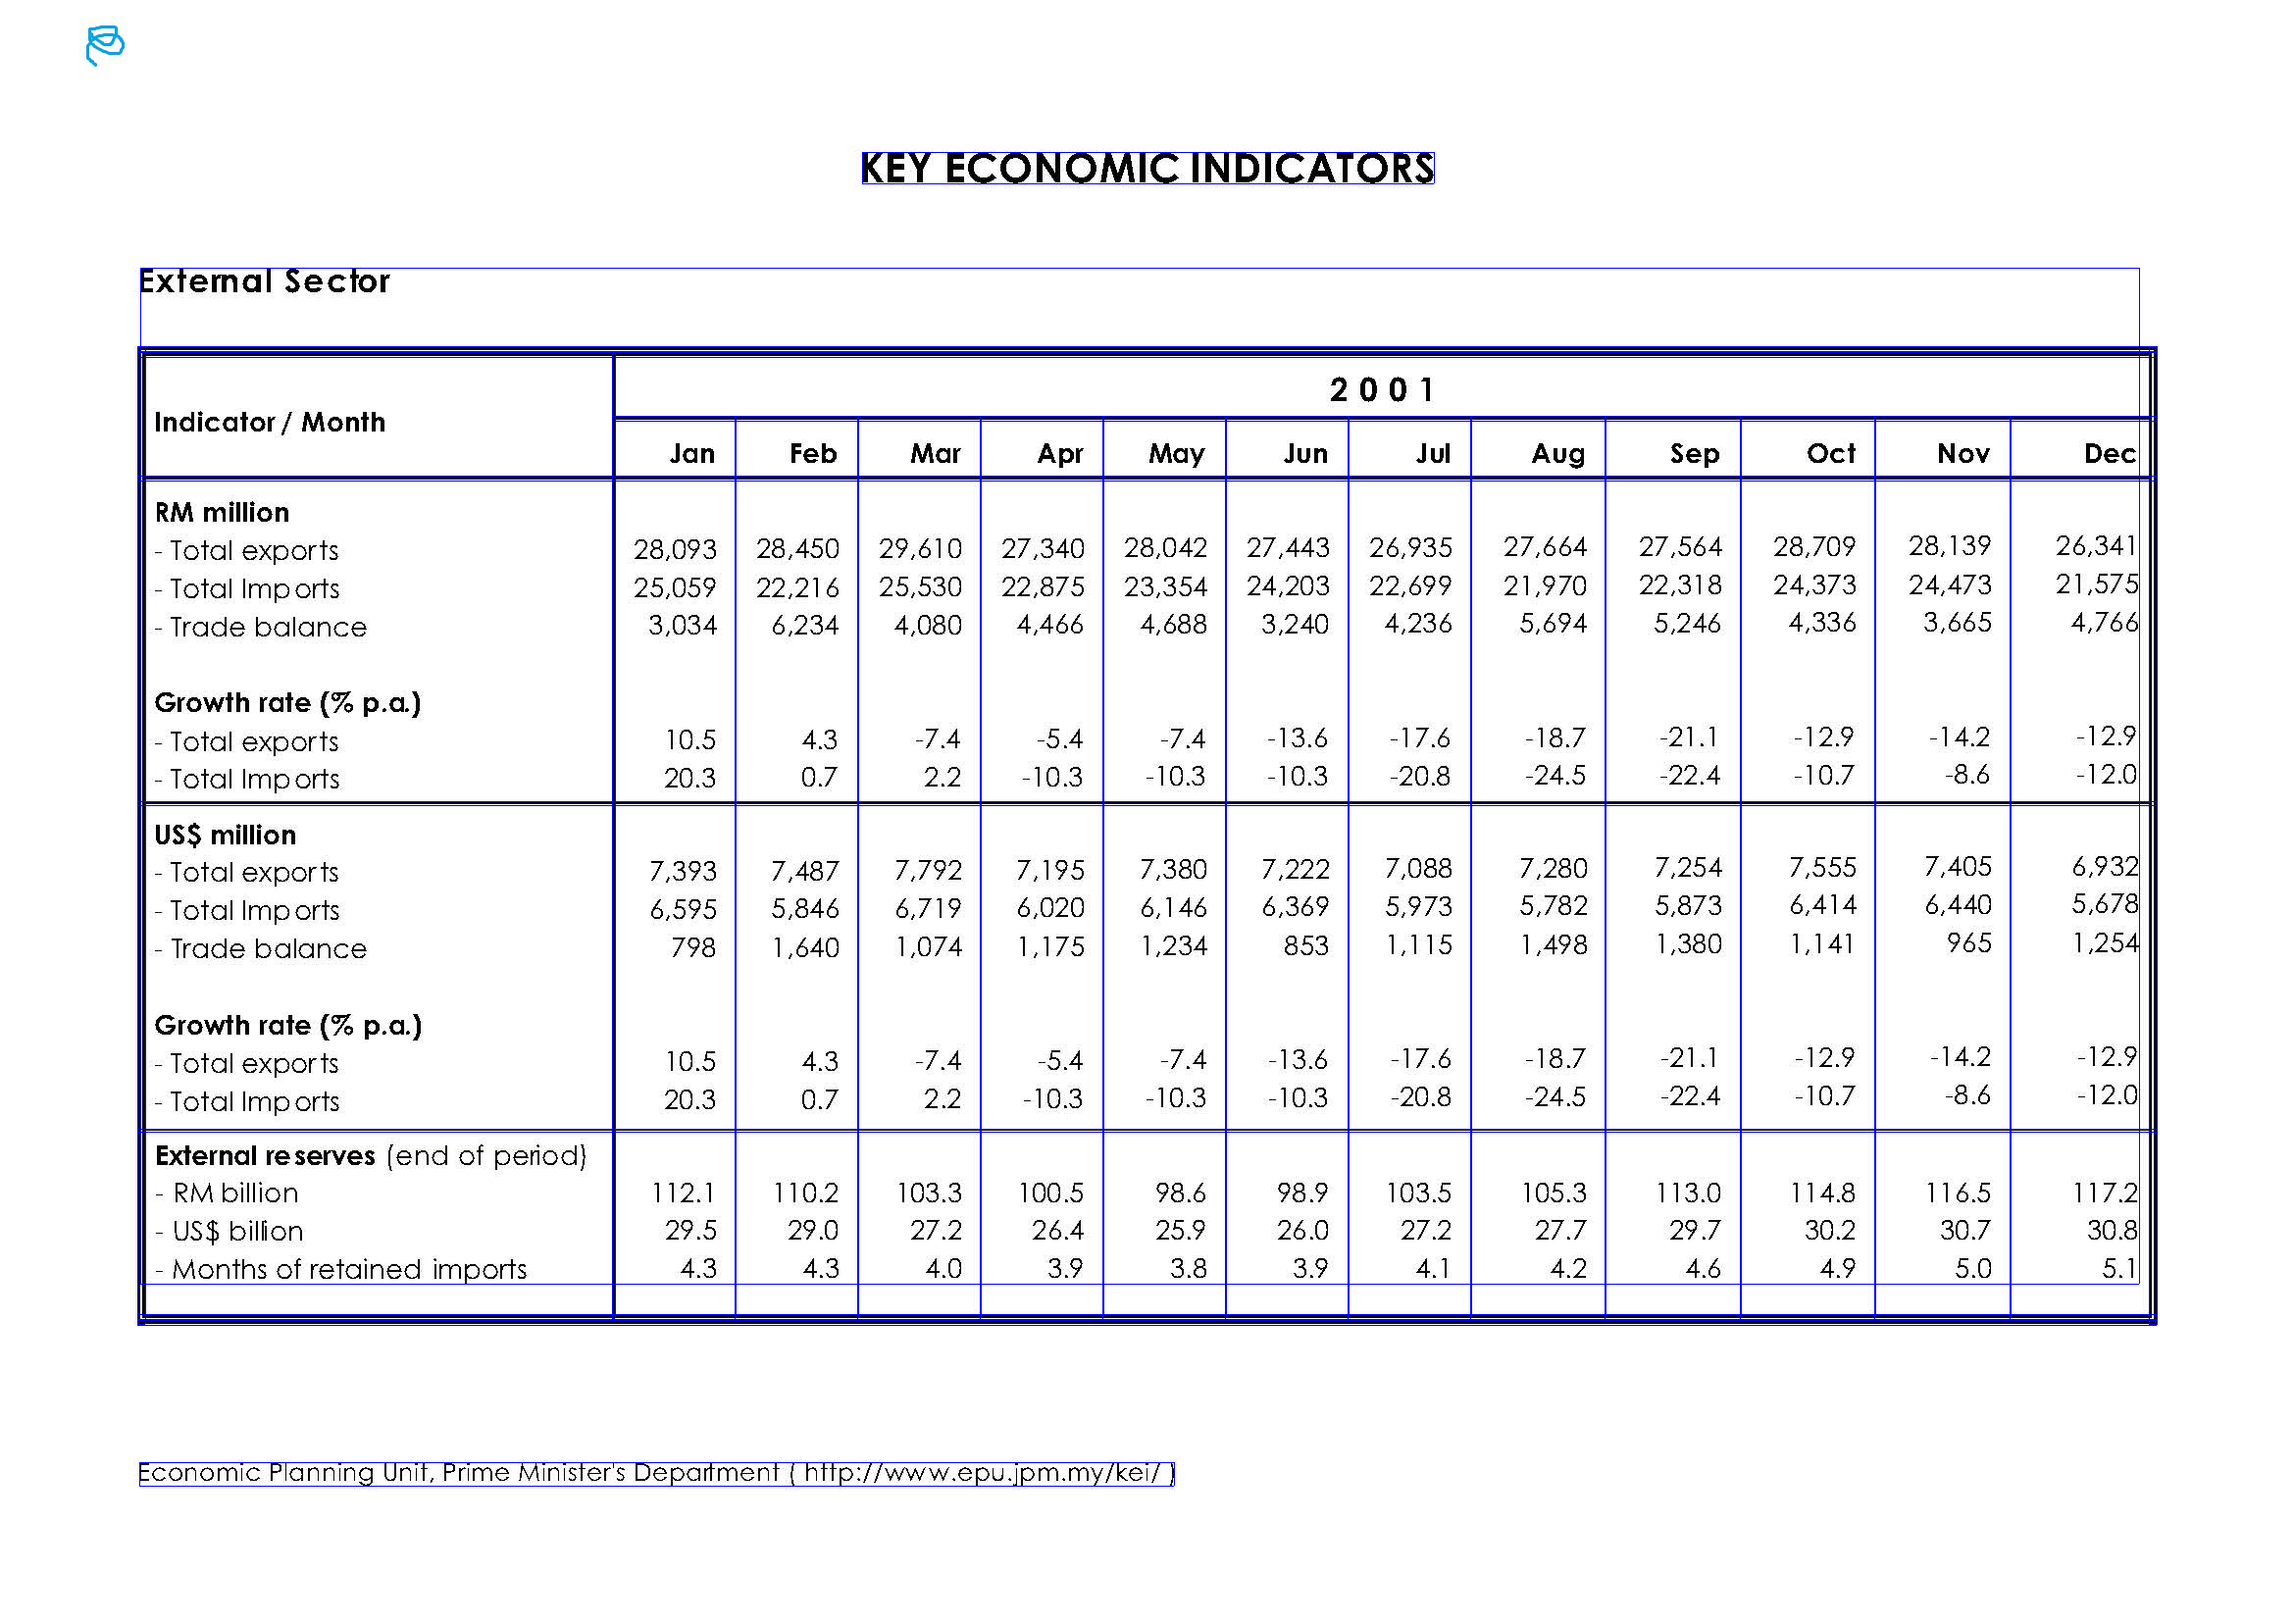 KEY ECONOMIC INDICATORS
External Sector
Indicator / Month 2 0 0 1
Jan Feb Mar Apr May Jun Jul Aug Sep Oct Nov Dec
RM million
- Total exports 28,093 28,450 29,610 27,340 28,042 27,443 26,935 27,664 27,564 28,709 28,139 26,341
- Total Imports 25,059 22,216 25,530 22,875 23,354 24,203 22,699 21,970 22,318 24,373 24,473 21,575
- Trade balance 3,034 6,234 4,080 4,466 4,688 3,240 4,236 5,694 5,246 4,336 3,665 4,766
Growth rate (% p.a.)
- Total exports 10.5 4.3 -7.4 -5.4 -7.4 -13.6 -17.6 -18.7 -21.1 -12.9 -14.2 -12.9
- Total Imports 20.3 0.7 2.2 -10.3 -10.3 -10.3 -20.8 -24.5 -22.4 -10.7 -8.6 -12.0
US$ million
- Total exports 7,393 7,487 7,792 7,195 7,380 7,222 7,088 7,280 7,254 7,555 7,405 6,932
- Total Imports 6,595 5,846 6,719 6,020 6,146 6,369 5,973 5,782 5,873 6,414 6,440 5,678
- Trade balance 798 1,640 1,074 1,175 1,234 853 1,115 1,498 1,380 1,141 965 1,254
Growth rate (% p.a.)
- Total exports 10.5 4.3 -7.4 -5.4 -7.4 -13.6 -17.6 -18.7 -21.1 -12.9 -14.2 -12.9
- Total Imports 20.3 0.7 2.2 -10.3 -10.3 -10.3 -20.8 -24.5 -22.4 -10.7 -8.6 -12.0
External reserves (end of period)
- RM billion 112.1 110.2 103.3 100.5 98.6 98.9 103.5 105.3 113.0 114.8 116.5 117.2
- US$ billion 29.5 29.0 27.2 26.4 25.9 26.0 27.2 27.7 29.7 30.2 30.7 30.8
- Months of retained imports 4.3 4.3 4.0 3.9 3.8 3.9 4.1 4.2 4.6 4.9 5.0 5.1
Economic Planning Unit, Prime Minister's Department ( http://www.epu.jpm.my/kei/ )